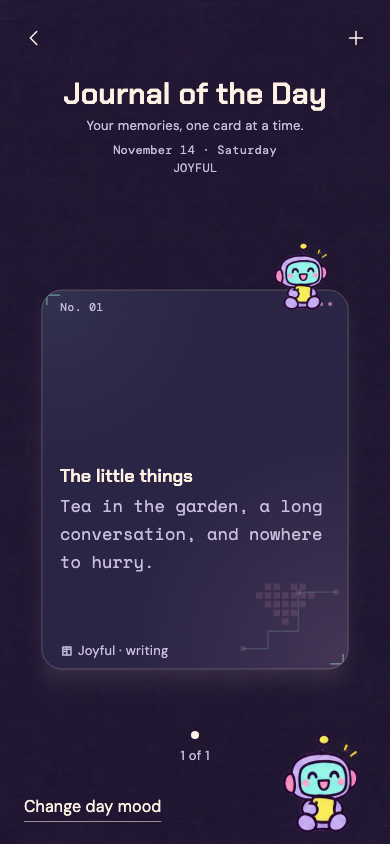 Journal of the Day
Your memories, one card at a time.
November 14 · Saturday
JOYFUL
No. 01
The little things
Tea in the garden, a long
conversation, and nowhere
to hurry.
Joyful · writing
1 of 1
Change day mood